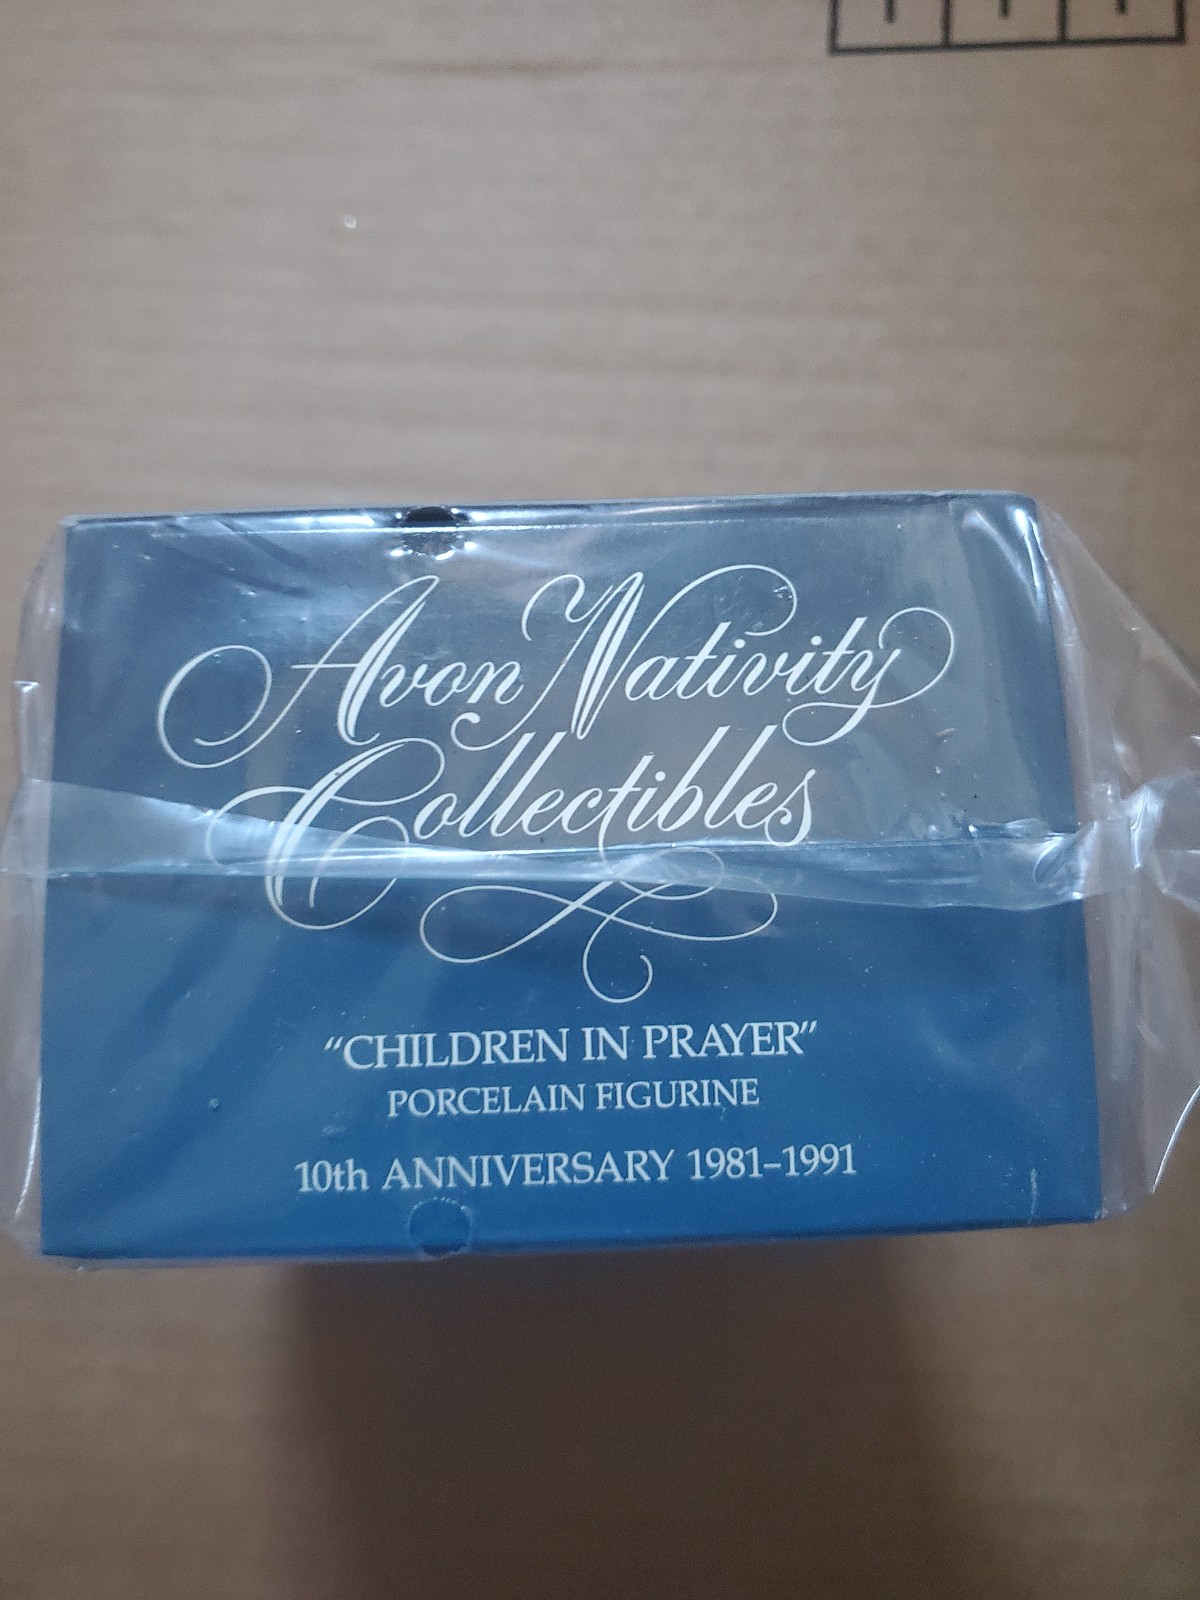 Avon Nativity
Collectibles
"CHILDREN IN PRAYER"
PORCELAIN FIGURINE
10th ANNIVERSARY 1981–1991